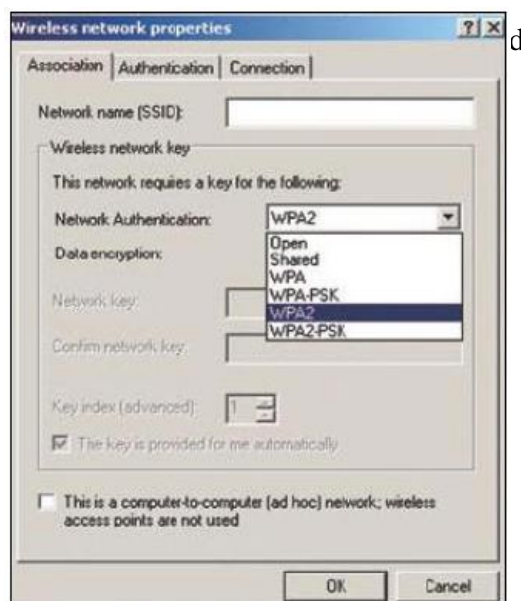 Wireless network properties
d
Association Authentication Connection
Network name (SSID):
Wireless network key
This network requires a key for the following:
Network Authentication: WPA2
Open
Data encryption:
Shared
WPA
WPA-PSK
Network key:
WPA2
WPA2-PSK
Confirm network key:
Key index (advanced): 1
The key is provided for me automatically
This is a computer-to-computer (ad hoc) network; wireless
access points are not used
OK Cancel